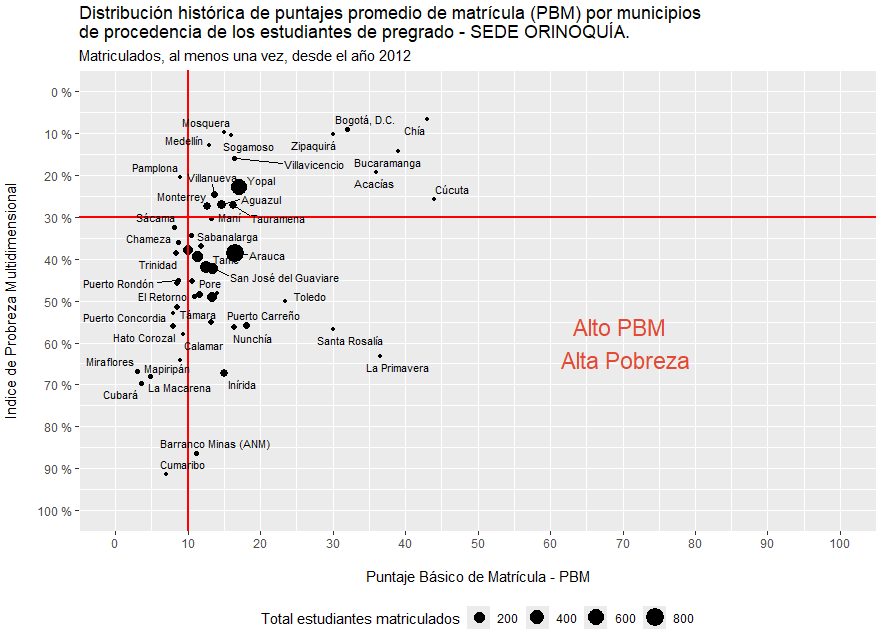 Distribución histórica de puntajes promedio de matrícula (PBM) por municipios
de procedencia de los estudiantes de pregrado - SEDE ORINOQUÍA.
Matriculados, al menos una vez, desde el año 2012
Indice de Probreza Multidimensional
0 %
10 %
20 %
30 %
40 %
50 %
60 %
70 %
80 %
90 %
100 %
Mosquera
Bogotá, D.C.
Chía
Medellín
Sogamoso
Zipaquirá
Villavicencio
Bucaramanga
Pamplona
Villanueva
Yopal
Acacías
Cúcuta
Monterrey
Aguazul
Sácama
Maní
Tauramena
Chameza
Sabanalarga
Arauca
Trinidad
Tame
San José del Guaviare
Puerto Rondón
Pore
El Retorno
Toledo
Puerto Concordia
Támara
Puerto Carreño
Hato Corozal
Calamar
Nunchía
Santa Rosalía
Miraflores
Mapiripán
La Primavera
Cubará
La Macarena
Inírida
Barranco Minas (ANM)
Cumaribo
Alto PBM
Alta Pobreza
0
10
20
30
40
50
60
70
80
90
100
Puntaje Básico de Matrícula - PBM
Total estudiantes matriculados
200
400
600
800